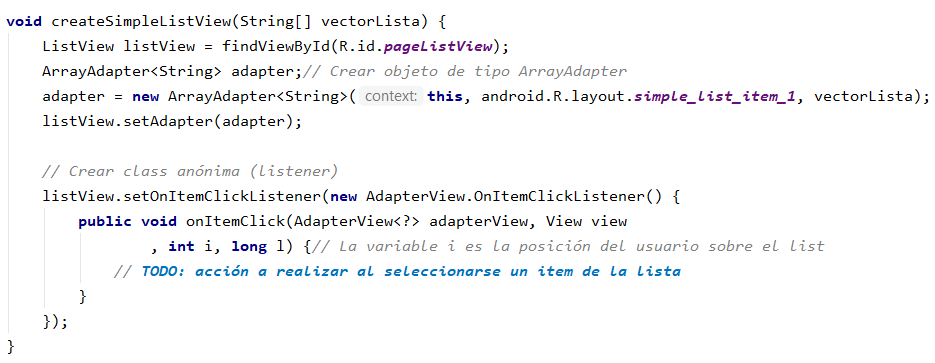 void createSimpleListView(String[] vectorLista) {
    ListView listView = findViewById(R.id.pageListView);
    ArrayAdapter<String> adapter;// Crear objeto de tipo ArrayAdapter
    adapter = new ArrayAdapter<String>( context: this, android.R.layout.simple_list_item_1, vectorLista);
    listView.setAdapter(adapter);

    // Crear class anónima (listener)
    listView.setOnItemClickListener(new AdapterView.OnItemClickListener() {
        public void onItemClick(AdapterView<?> adapterView, View view
                , int i, long l) {// La variable i es la posición del usuario sobre el list
            // TODO: acción a realizar al seleccionarse un item de la lista
        }
    });
}